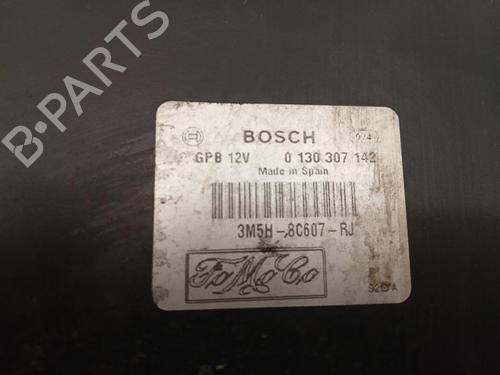 BOSCH
GPB 12V 0 130 307 142
Made in Spain
3M5H-8C607-RJ
FoMoCo
B-PARTS